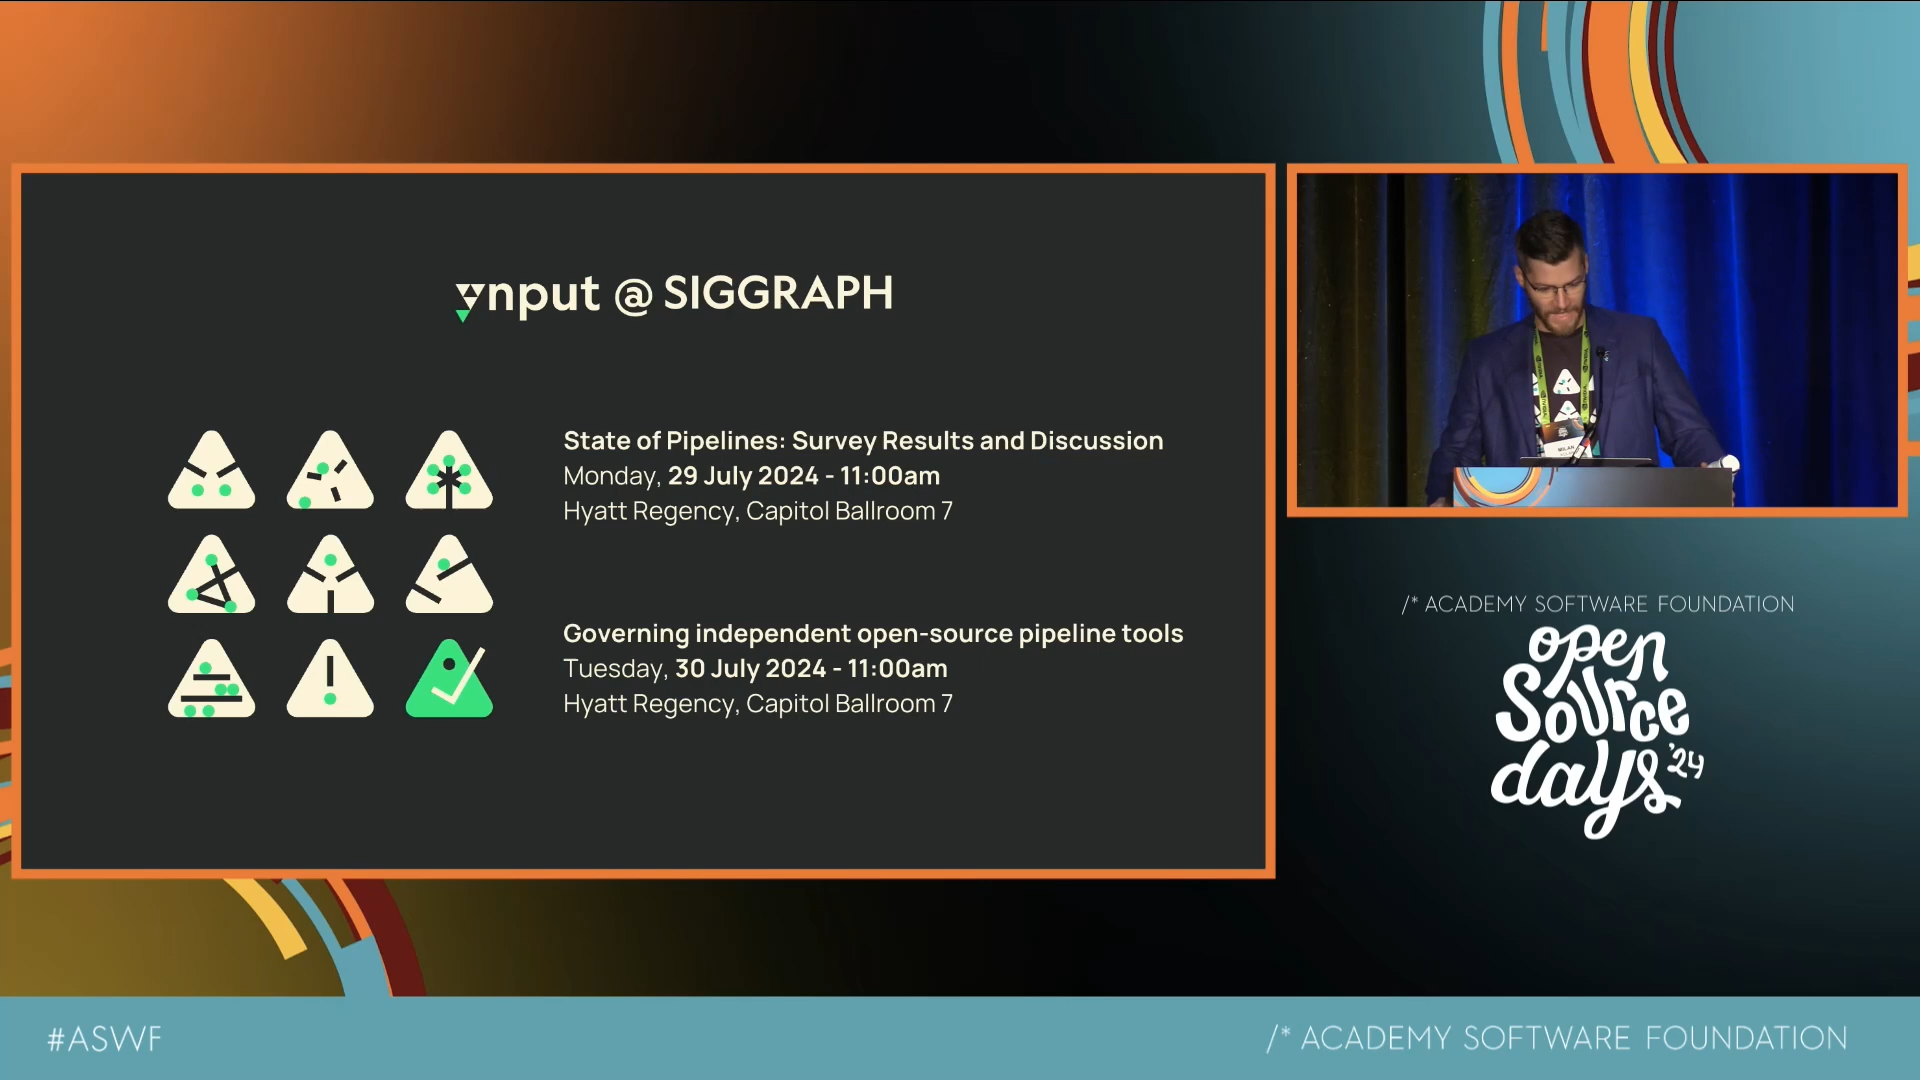 ynput @ SIGGRAPH
State of Pipelines: Survey Results and Discussion
Monday, 29 July 2024 - 11:00am
Hyatt Regency, Capitol Ballroom 7
Governing independent open-source pipeline tools
Tuesday, 30 July 2024 - 11:00am
Hyatt Regency, Capitol Ballroom 7
MILAN
/* ACADEMY SOFTWARE FOUNDATION
open
Source
days '24
#ASWF
/* ACADEMY SOFTWARE FOUNDATION